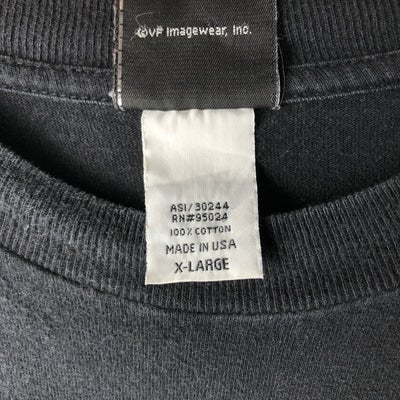 ©VF Imagewear, Inc.
ASI/30244
RN#95024
100% COTTON
MADE IN USA
X-LARGE